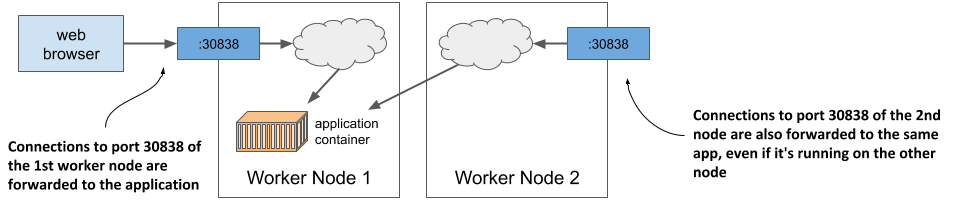 web
browser
:30838
:30838
application
container
Connections to port 30838 of
the 1st worker node are
forwarded to the application
Worker Node 1
Worker Node 2
Connections to port 30838 of the 2nd
node are also forwarded to the same
app, even if it's running on the other
node